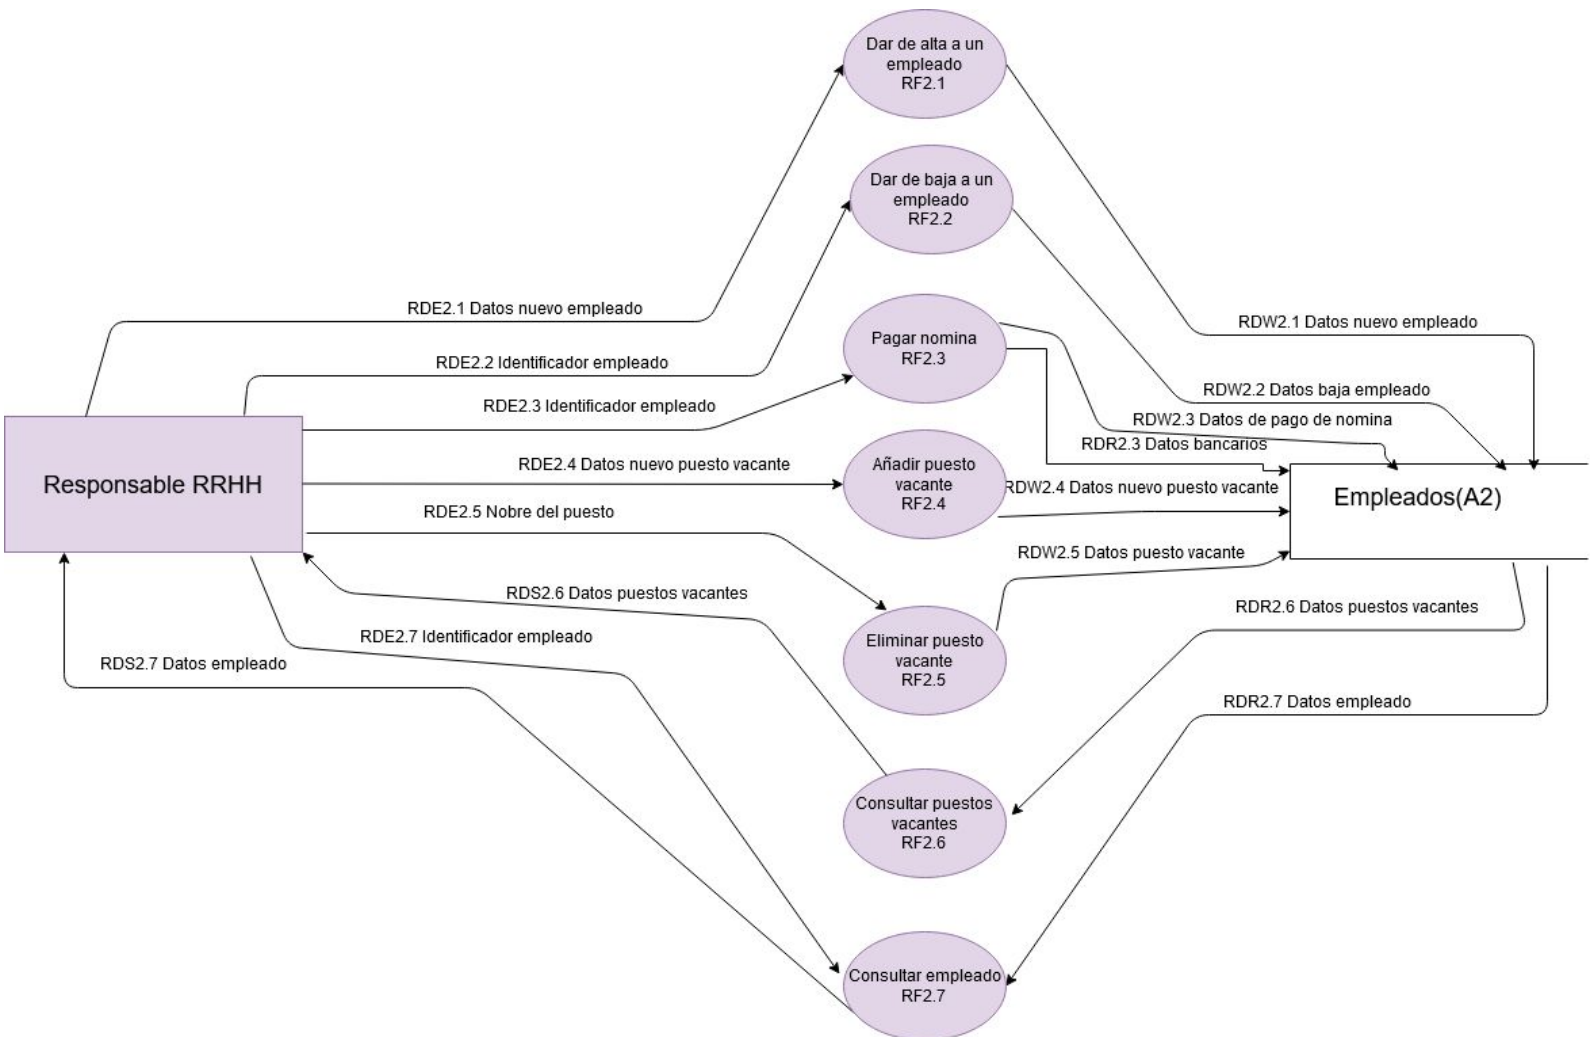 Dar de alta a un
empleado
RF2.1
Dar de baja a un
empleado
RF2.2
RDE2.1 Datos nuevo empleado
RDW2.1 Datos nuevo empleado
Pagar nomina
RF2.3
RDE2.2 Identificador empleado
RDW2.2 Datos baja empleado
RDE2.3 Identificador empleado
RDW2.3 Datos de pago de nomina
RDR2.3 Datos bancarios
Responsable RRHH
RDE2.4 Datos nuevo puesto vacante
Añadir puesto
vacante
RF2.4
RDW2.4 Datos nuevo puesto vacante
Empleados(A2)
RDE2.5 Nobre del puesto
RDW2.5 Datos puesto vacante
RDS2.6 Datos puestos vacantes
RDR2.6 Datos puestos vacantes
RDE2.7 Identificador empleado
Eliminar puesto
vacante
RF2.5
RDS2.7 Datos empleado
RDR2.7 Datos empleado
Consultar puestos
vacantes
RF2.6
Consultar empleado
RF2.7